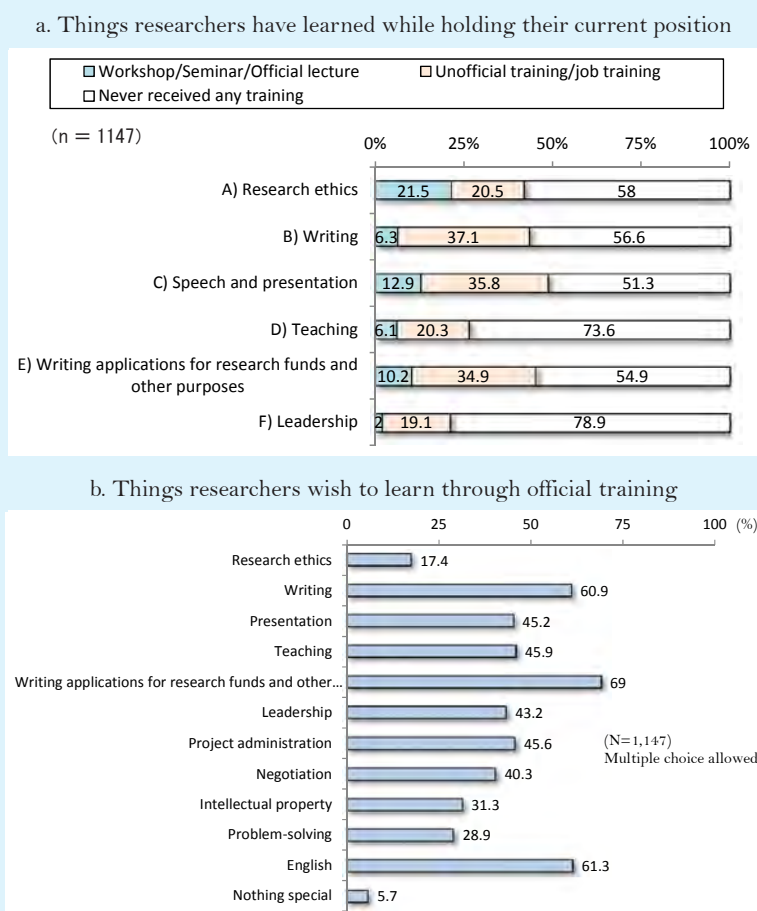 a. Things researchers have learned while holding their current position
Workshop/Seminar/Official lecture
Unofficial training/job training
Never received any training
(n = 1147)
0% 25% 50% 75% 100%
A) Research ethics 21.5 20.5 58
B) Writing 6.3 37.1 56.6
C) Speech and presentation 12.9 35.8 51.3
D) Teaching 6.1 20.3 73.6
E) Writing applications for research funds and
other purposes 10.2 34.9 54.9
F) Leadership 2 19.1 78.9
b. Things researchers wish to learn through official training
0 25 50 75 100 (%)
Research ethics 17.4
Writing 60.9
Presentation 45.2
Teaching 45.9
Writing applications for research funds and other… 69
Leadership 43.2
Project administration 45.6
(N=1,147)
Multiple choice allowed
Negotiation 40.3
Intellectual property 31.3
Problem-solving 28.9
English 61.3
Nothing special 5.7